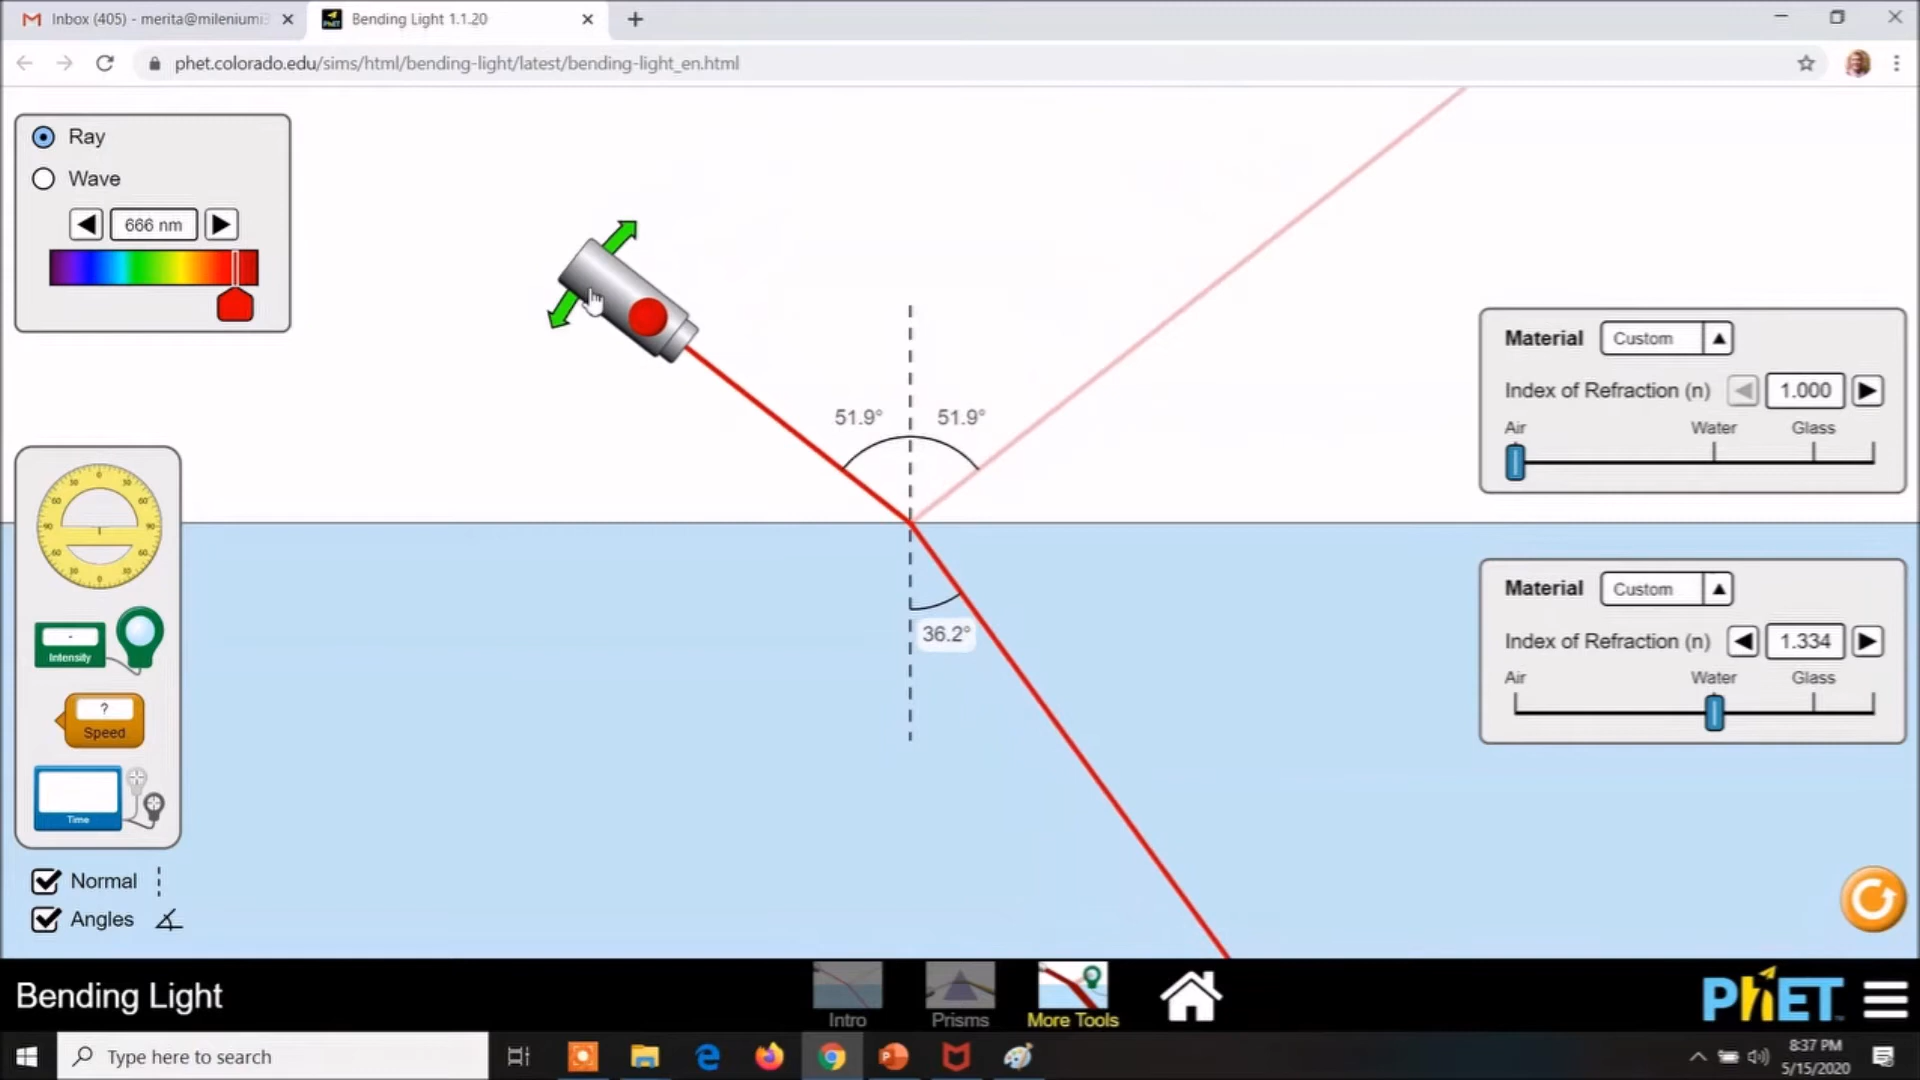 Inbox (405) - merita@milenium
Bending Light 1.1.20
phet.colorado.edu/sims/html/bending-light/latest/bending-light_en.html
Ray
Wave
666 nm
Material Custom
Index of Refraction (n) 1.000
Air Water Glass
51.9° 51.9°
36.2°
Material Custom
Index of Refraction (n) 1.334
Air Water Glass
Intensity
?
Speed
Time
Normal
Angles
Bending Light
Intro
Prisms
More Tools
PhET
Type here to search
8:37 PM
5/15/2020